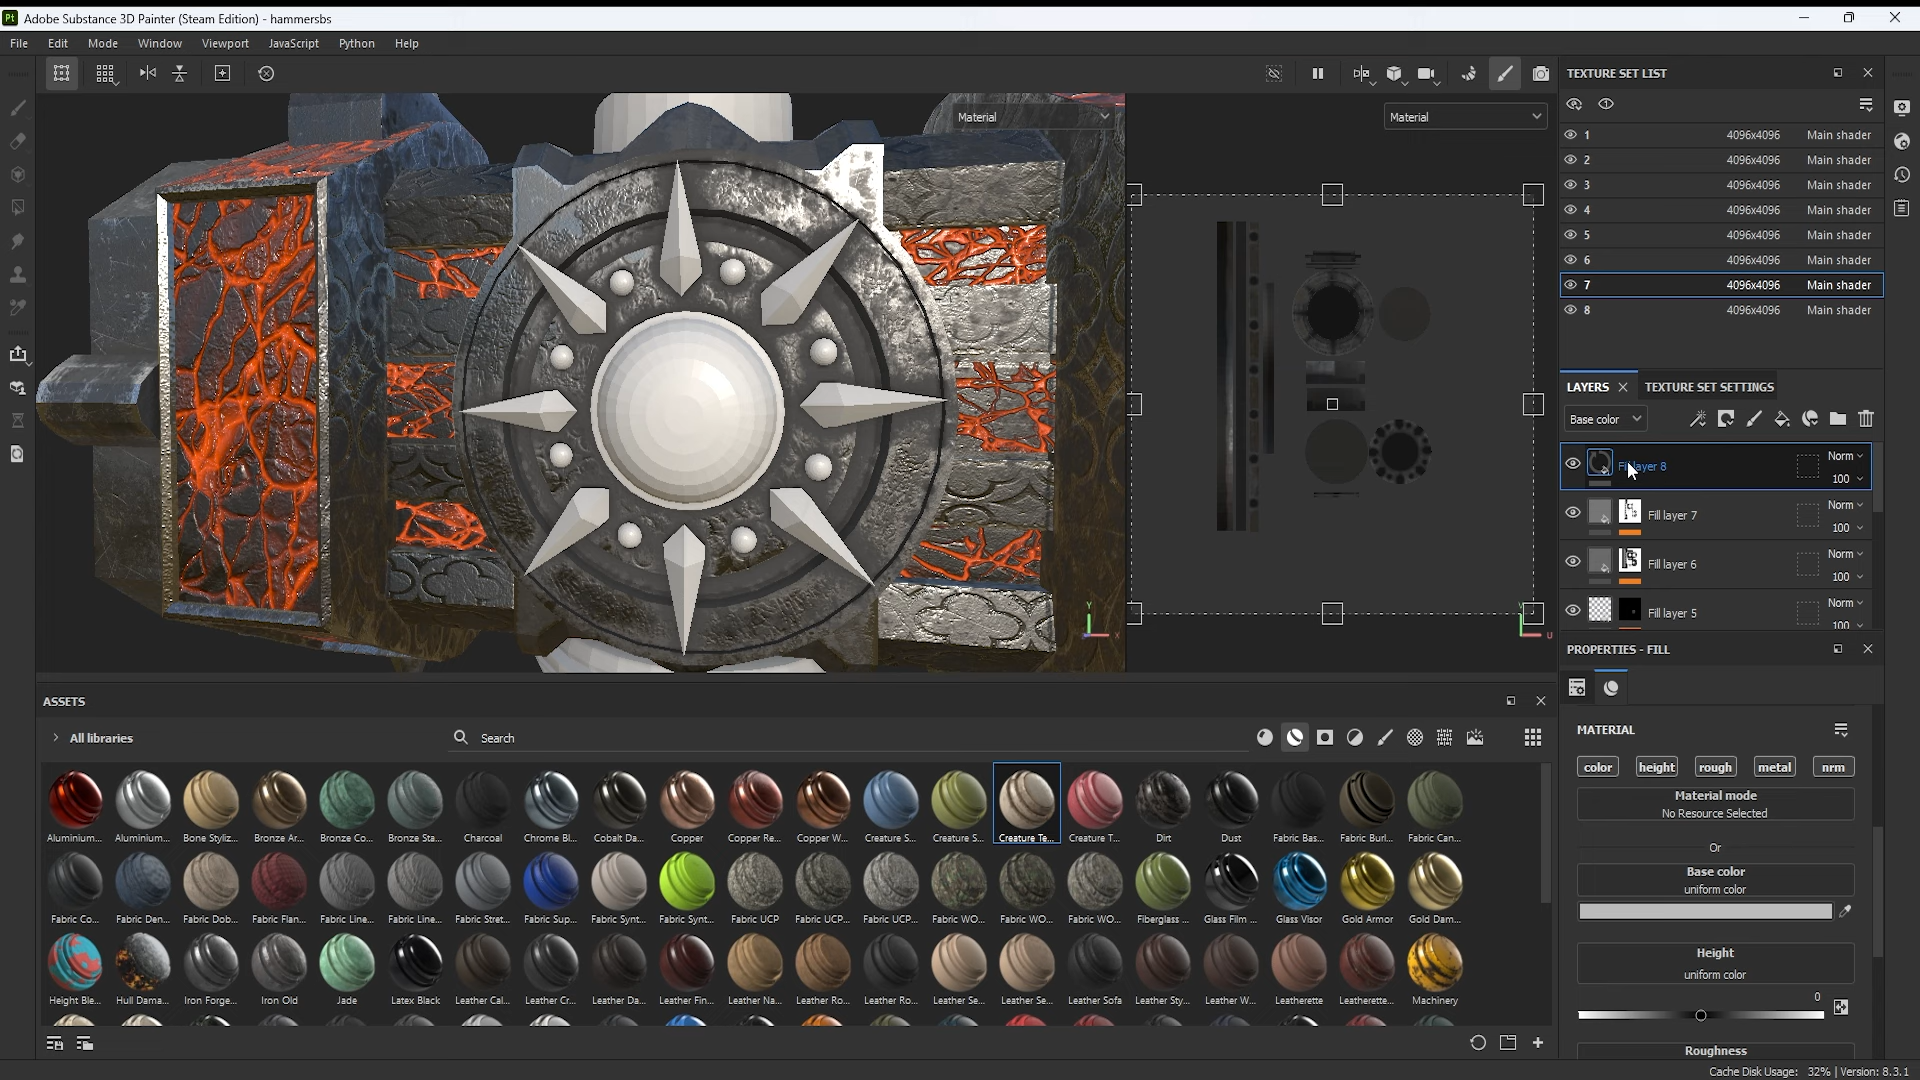 Pt Adobe Substance 3D Painter (Steam Edition) - hammersbs
File Edit Mode Window Viewport JavaScript Python Help
Material
Material
TEXTURE SET LIST
1 4096x4096 Main shader
2 4096x4096 Main shader
3 4096x4096 Main shader
4 4096x4096 Main shader
5 4096x4096 Main shader
6 4096x4096 Main shader
7 4096x4096 Main shader
8 4096x4096 Main shader
LAYERS TEXTURE SET SETTINGS
Base color
Norm
100
Fill layer 7 Norm
100
Fill layer 6 Norm
100
Fill layer 5 Norm
100
PROPERTIES - FILL
MATERIAL
color height rough metal nrm
Material mode
No Resource Selected
Or
Base color
uniform color
Height
uniform color
0
Roughness
ASSETS
All libraries Search
Aluminium... Aluminium... Bone Styliz... Bronze Ar... Bronze Co... Bronze Sta... Charcoal Chrome Bl... Cobalt Da... Copper Copper Re... Copper W... Creature S... Creature S... Creature Te... Creature T... Dirt Dust Fabric Bas... Fabric Burl... Fabric Can...
Fabric Co... Fabric Den... Fabric Dob... Fabric Flan... Fabric Line... Fabric Line... Fabric Stret... Fabric Sup... Fabric Synt... Fabric Synt... Fabric UCP Fabric UCP... Fabric UCP... Fabric WO... Fabric WO... Fabric WO... Fiberglass ... Glass Film ... Glass Visor Gold Armor Gold Dam...
Height Ble... Hull Dama... Iron Forge... Iron Old Jade Latex Black Leather Cal... Leather Cr... Leather Da... Leather Fin... Leather Na... Leather Ro... Leather Ro... Leather Se... Leather Se... Leather Sofa Leather Sty... Leather W... Leatherette Leatherette... Machinery
Cache Disk Usage: 32% | Version: 8.3.1